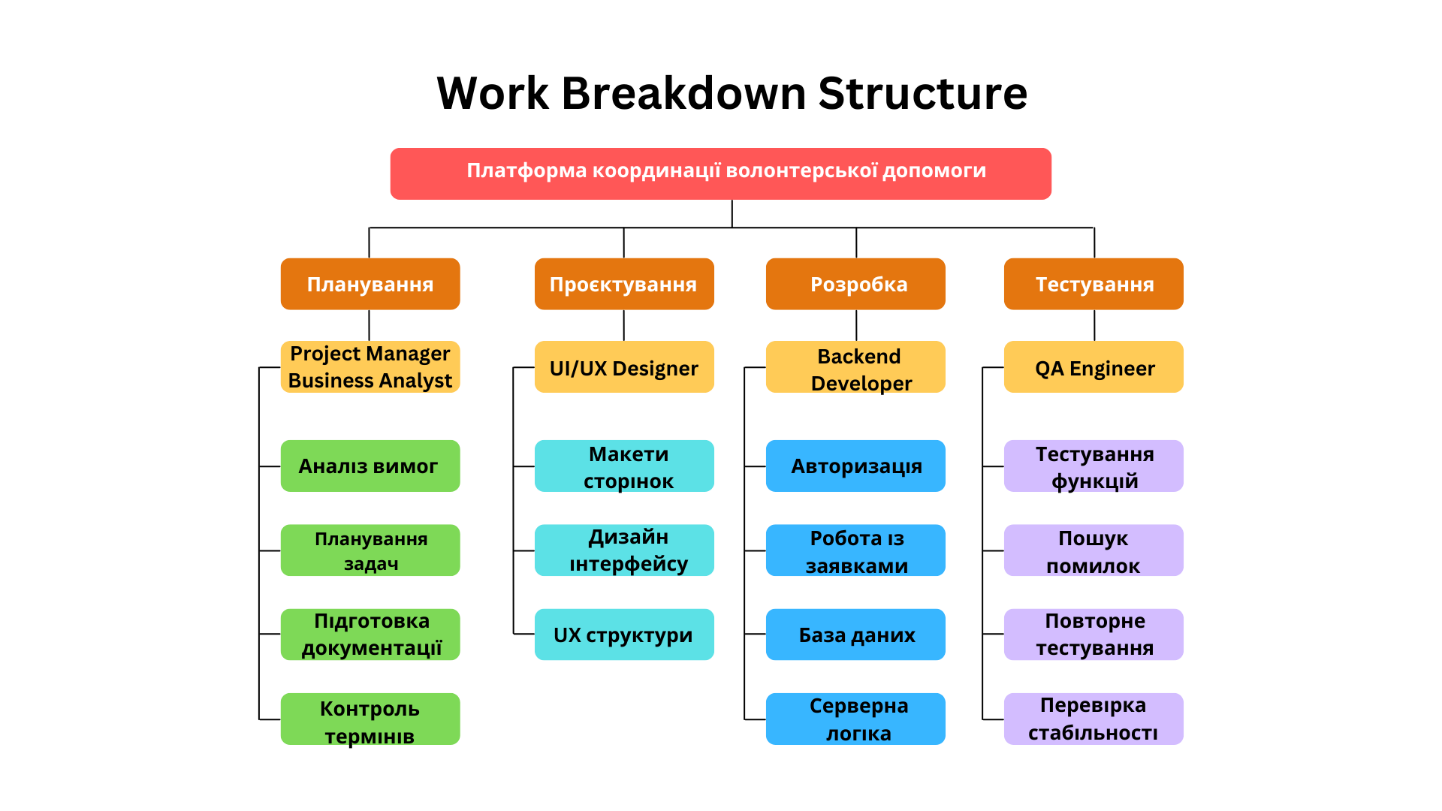 Work Breakdown Structure
Платформа координації волонтерської допомоги
Планування
Проєктування
Розробка
Тестування
Project Manager
Business Analyst
UI/UX Designer
Backend
Developer
QA Engineer
Аналіз вимог
Макети
сторінок
Авторизація
Тестування
функцій
Планування
задач
Дизайн
інтерфейсу
Робота із
заявками
Пошук
помилок
Підготовка
документації
UX структури
База даних
Повторне
тестування
Контроль
термінів
Серверна
логіка
Перевірка
стабільності